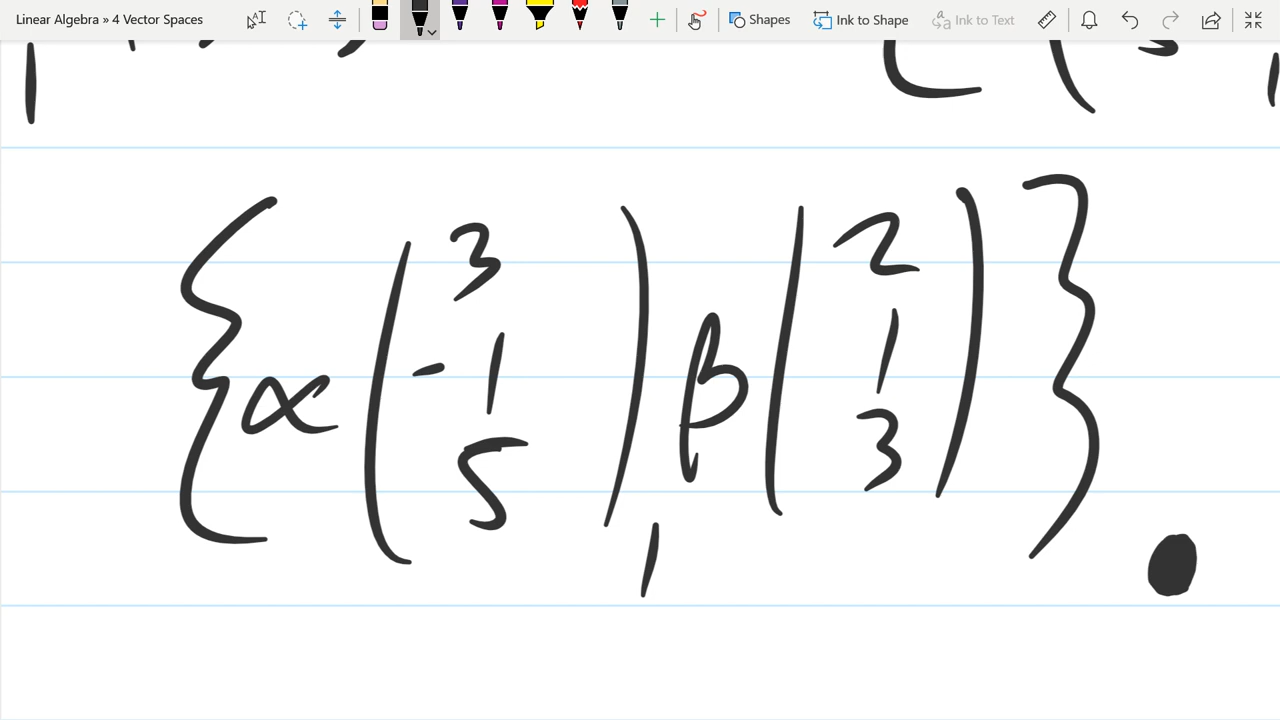 Linear Algebra » 4 Vector Spaces Shapes Ink to Shape Ink to Text
{α ( 3 -1 5 ) , β ( 2 1 3 ) } .